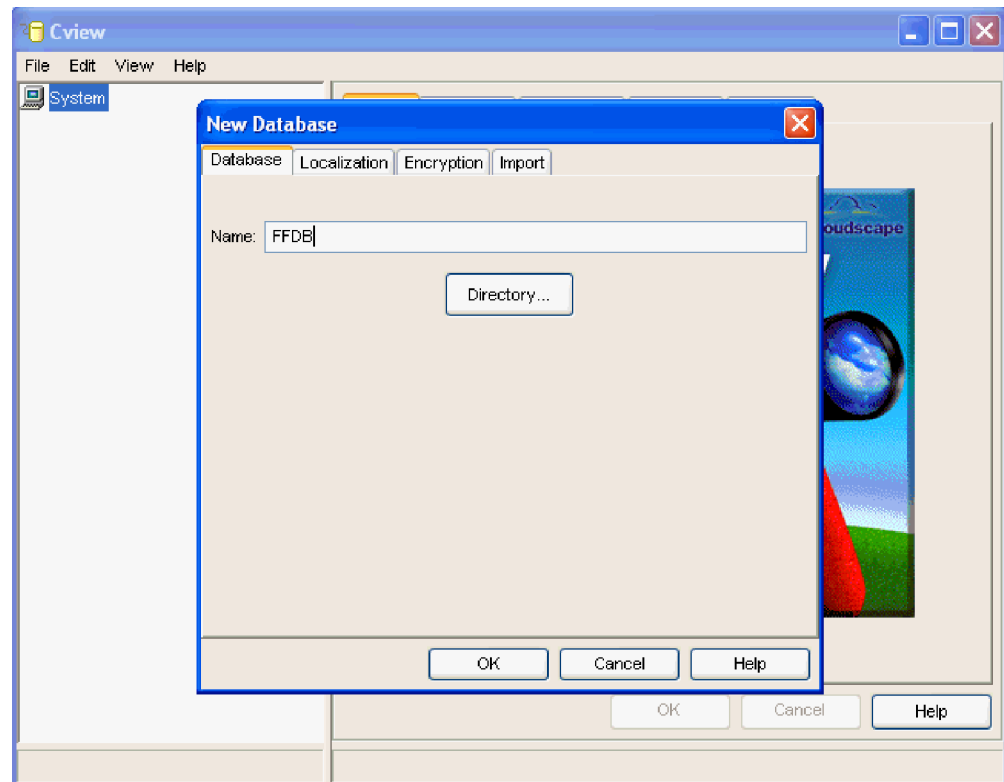 Cview
File Edit View Help
System
New Database
Database Localization Encryption Import
Name: FFDB
Directory...
OK Cancel Help
OK Cancel Help